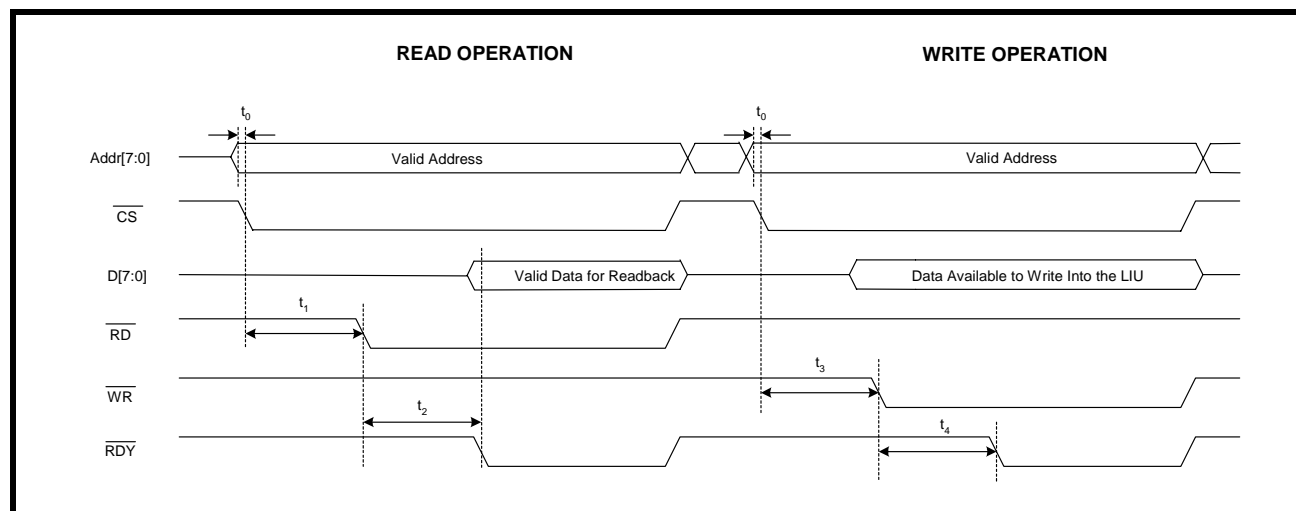 READ OPERATION WRITE OPERATION
t0 t0
Addr[7:0] Valid Address Valid Address
CS
D[7:0] Valid Data for Readback Data Available to Write Into the LIU
t1
RD
t3
WR
t2
t4
RDY